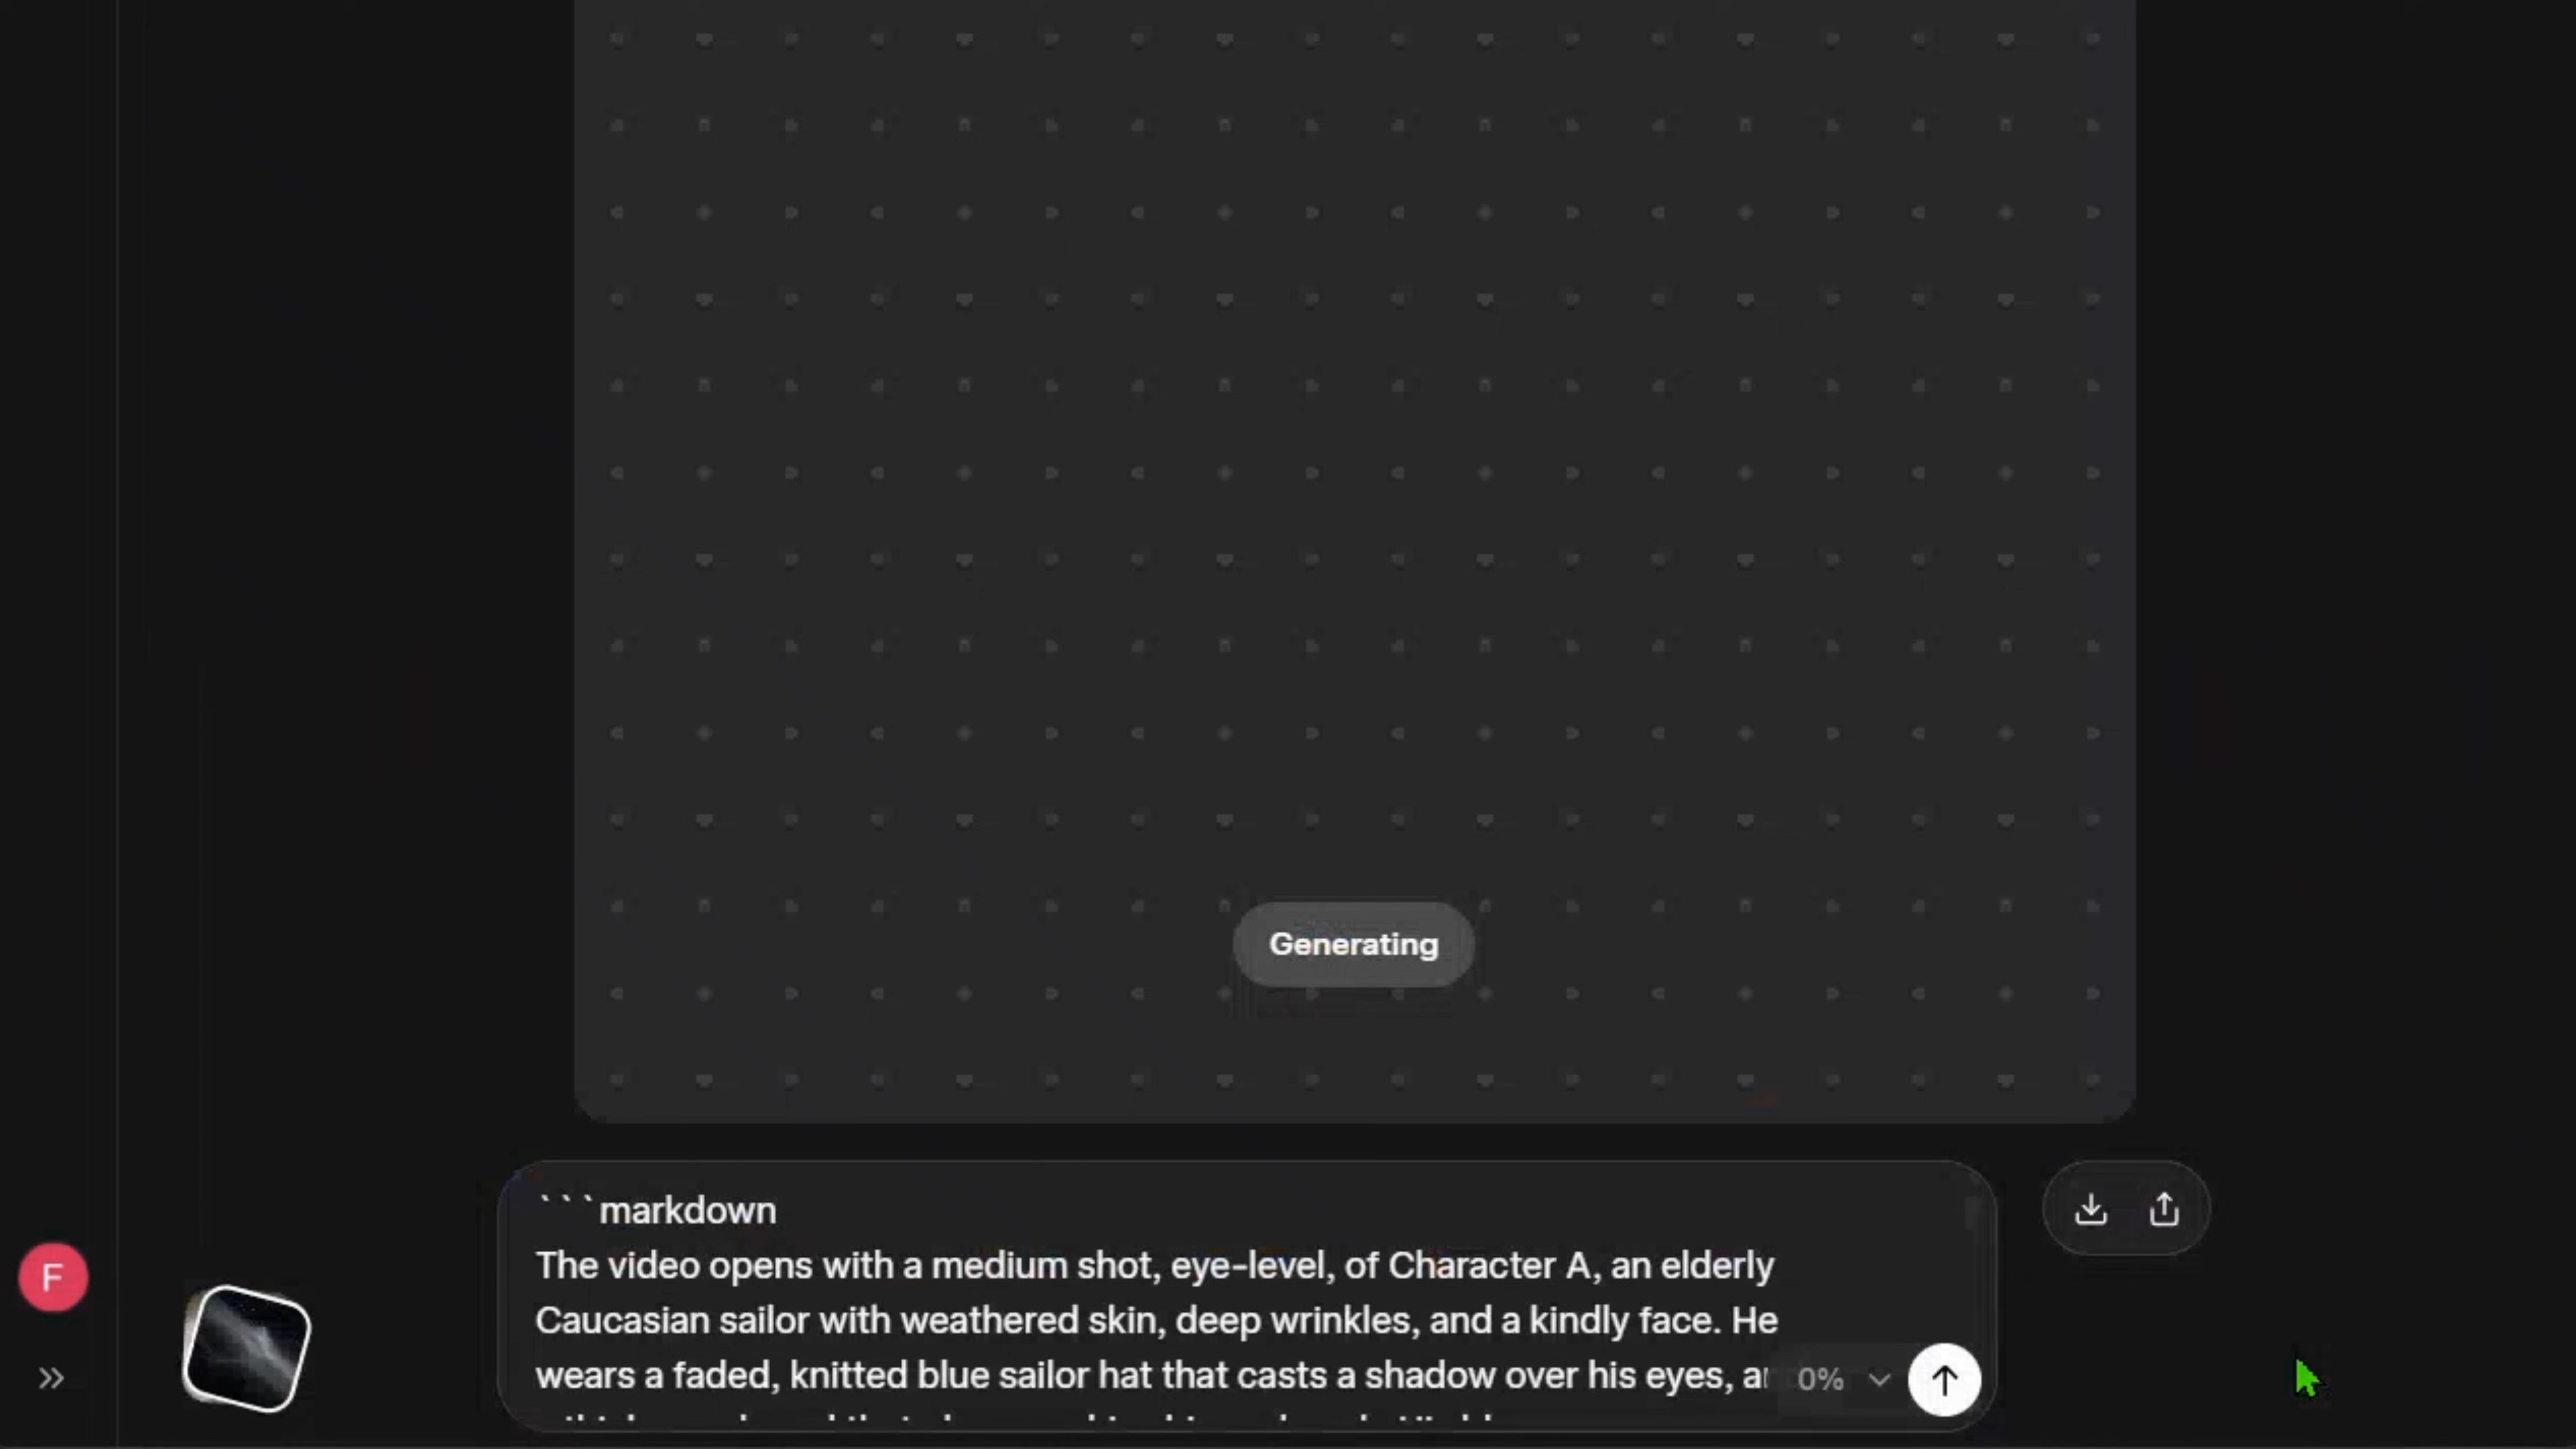 Generating
```markdown
The video opens with a medium shot, eye-level, of Character A, an elderly
Caucasian sailor with weathered skin, deep wrinkles, and a kindly face. He
wears a faded, knitted blue sailor hat that casts a shadow over his eyes,
0%
F